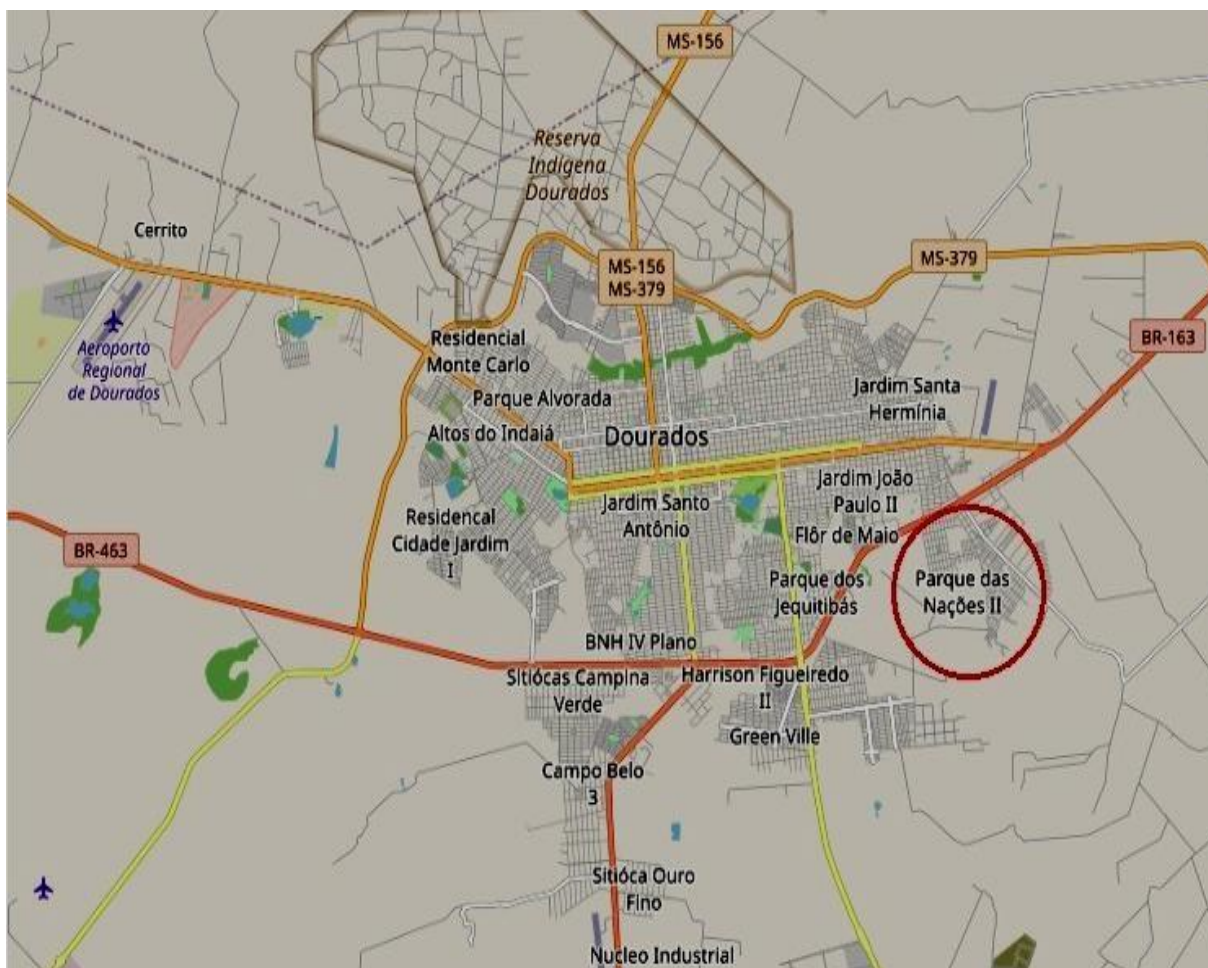 MS-156
Reserva
Indígena
Dourados
Cerrito
MS-156
MS-379
MS-379
BR-163
Aeroporto
Regional
de Dourados
Residencial
Monte Carlo
Parque Alvorada
Jardim Santa
Hermínia
Altos do Indaiá
Dourados
Jardim João
Paulo II
Jardim Santo
Antônio
Residencal
Cidade Jardim
I
Flôr de Maio
BR-463
Parque dos
Jequitibás
Parque das
Nações II
BNH IV Plano
Sitiócas Campina
Verde
Harrison Figueiredo
II
Green Ville
Campo Belo
3
Sitióca Ouro
Fino
Nucleo Industrial